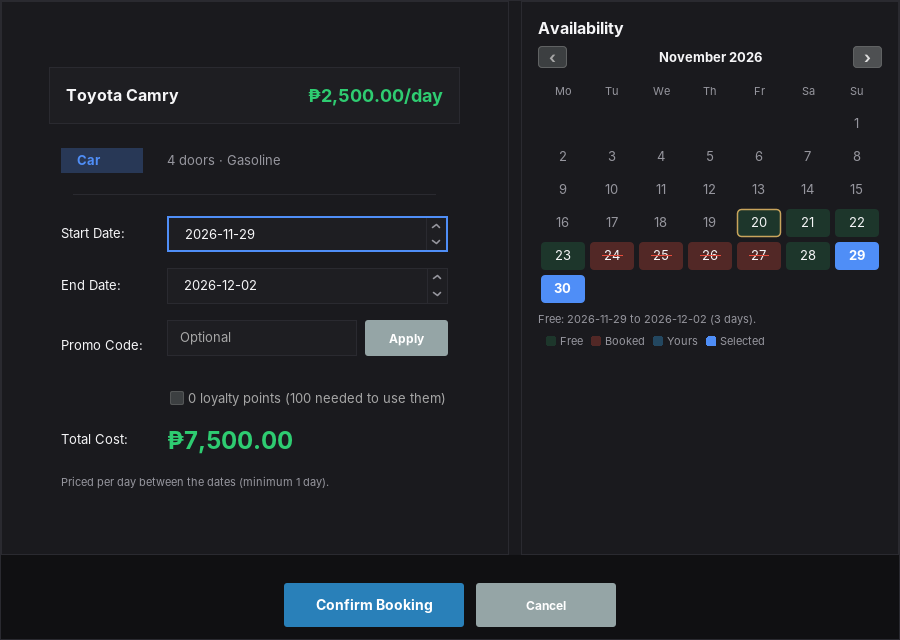 Toyota Camry ₱2,500.00/day
Car 4 doors · Gasoline
Start Date: 2026-11-29
End Date: 2026-12-02
Promo Code: Optional Apply
0 loyalty points (100 needed to use them)
Total Cost: ₱7,500.00
Priced per day between the dates (minimum 1 day).
Availability
‹ November 2026 ›
Mo Tu We Th Fr Sa Su
1
2 3 4 5 6 7 8
9 10 11 12 13 14 15
16 17 18 19 20 21 22
23 24 25 26 27 28 29
30
Free: 2026-11-29 to 2026-12-02 (3 days).
Free Booked Yours Selected
Confirm Booking Cancel